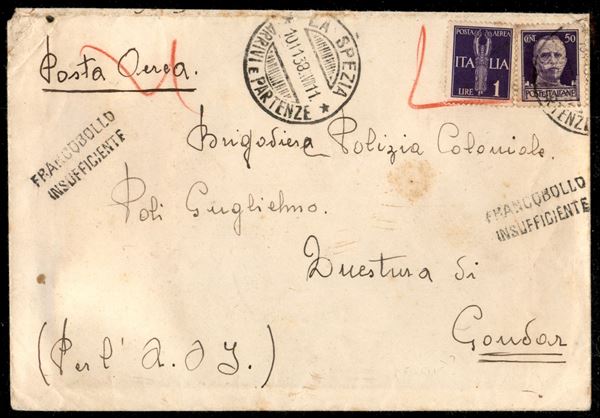 Posta Aerea.
LA SPEZIA
ARRIVI E PARTENZE
POSTA AEREA
ITALIA
LIRE 1
CENT. 50
POSTE ITALIANE
FRANCOBOLLO
INSUFFICIENTE
Brigadiere Polizia Coloniale
Poli Guglielmo.
FRANCOBOLLO
INSUFFICIENTE
Questura di
Gondar
(Per l' A. O. I.)